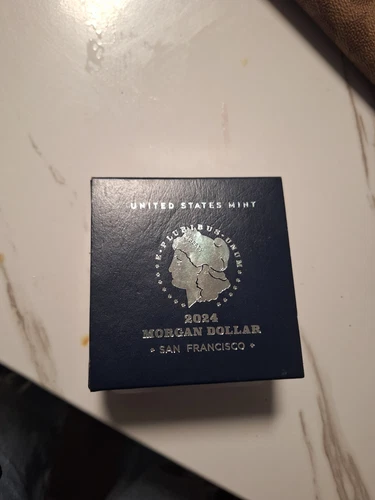 UNITED STATES MINT
E·PLURIBUS·UNUM
2024
MORGAN DOLLAR
SAN FRANCISCO